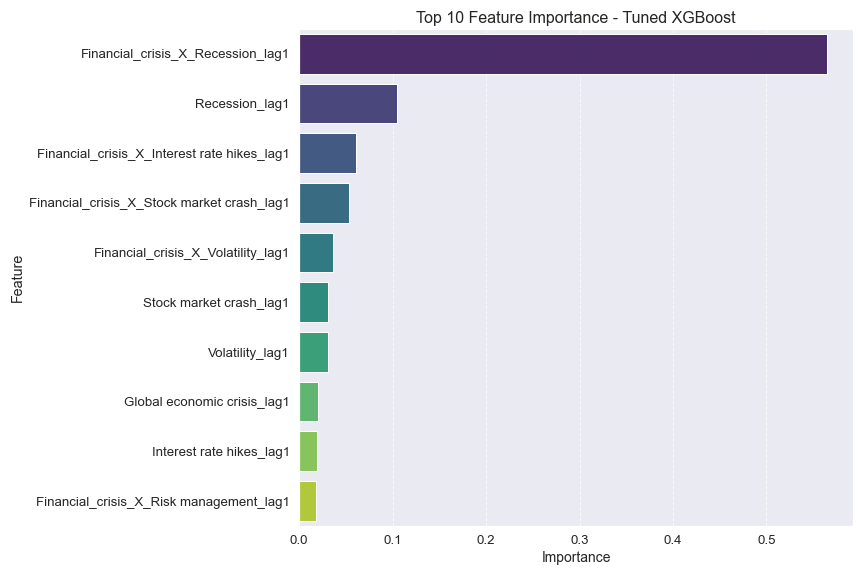 Top 10 Feature Importance - Tuned XGBoost
Feature
Financial_crisis_X_Recession_lag1
Recession_lag1
Financial_crisis_X_Interest rate hikes_lag1
Financial_crisis_X_Stock market crash_lag1
Financial_crisis_X_Volatility_lag1
Stock market crash_lag1
Volatility_lag1
Global economic crisis_lag1
Interest rate hikes_lag1
Financial_crisis_X_Risk management_lag1
0.0 0.1 0.2 0.3 0.4 0.5
Importance